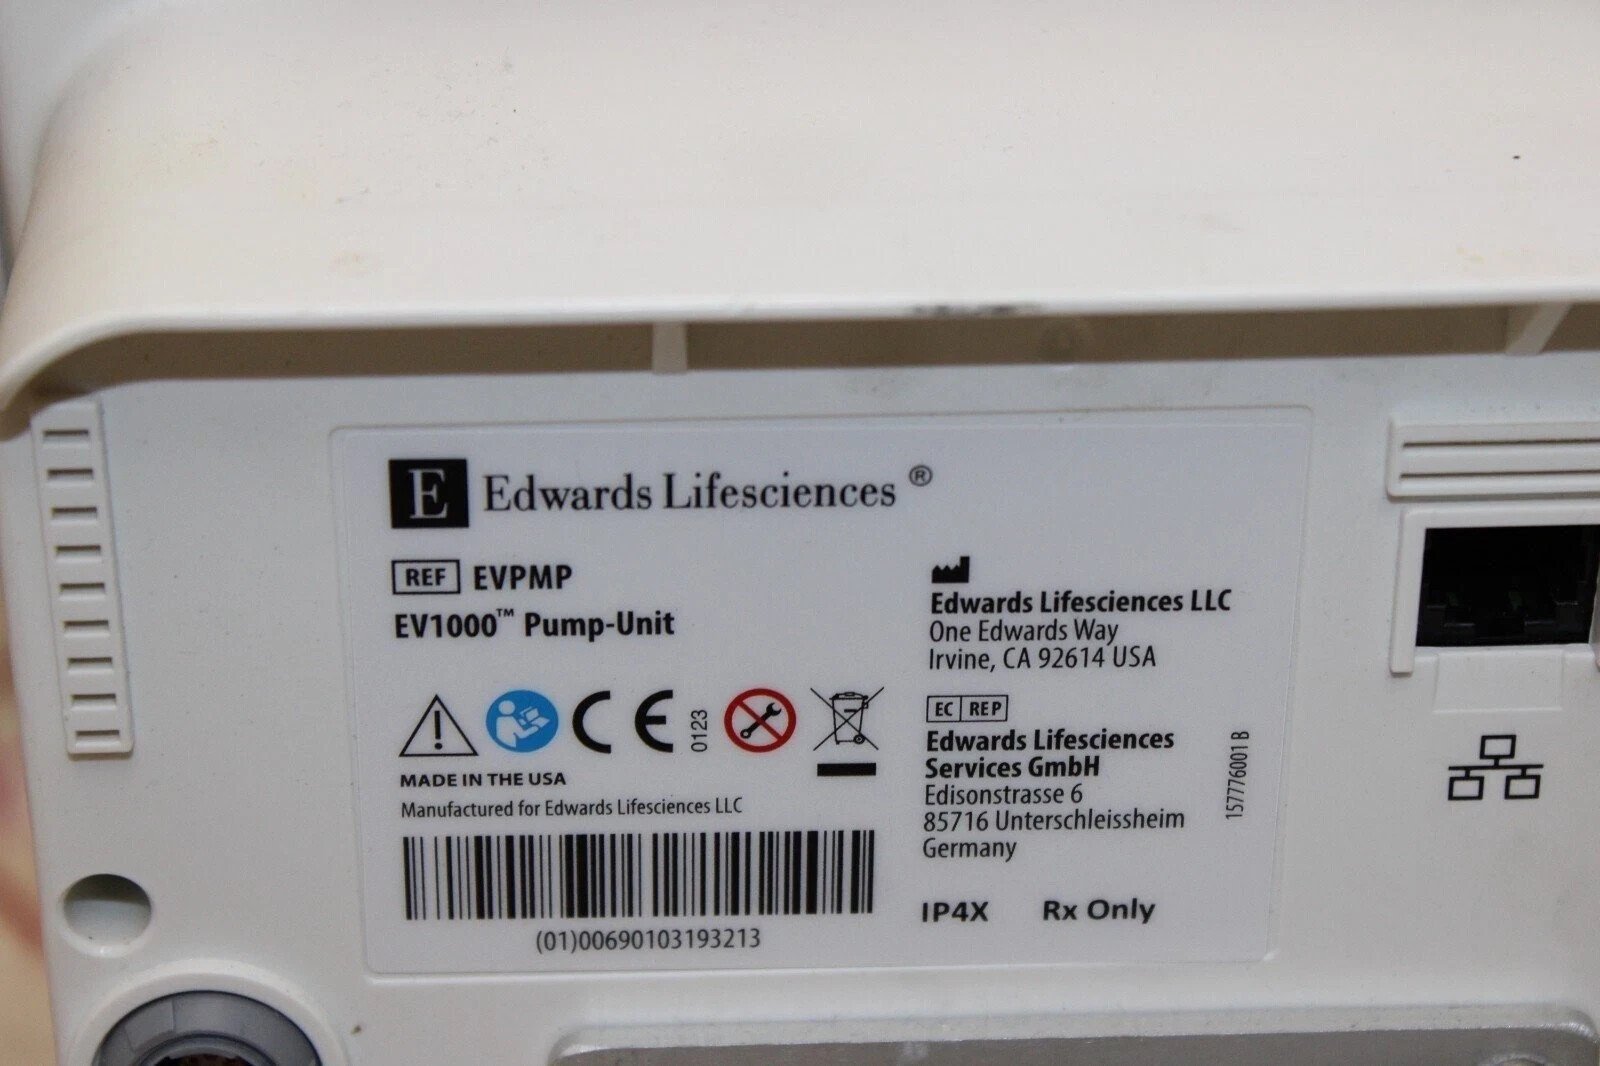 E Edwards Lifesciences ®
REF EVPMP
EV1000™ Pump-Unit
CE 0123
MADE IN THE USA
Manufactured for Edwards Lifesciences LLC
(01)00690103193213
Edwards Lifesciences LLC
One Edwards Way
Irvine, CA 92614 USA
EC REP
Edwards Lifesciences
Services GmbH
Edisonstrasse 6
85716 Unterschleissheim
Germany
IP4X Rx Only
157776001 B